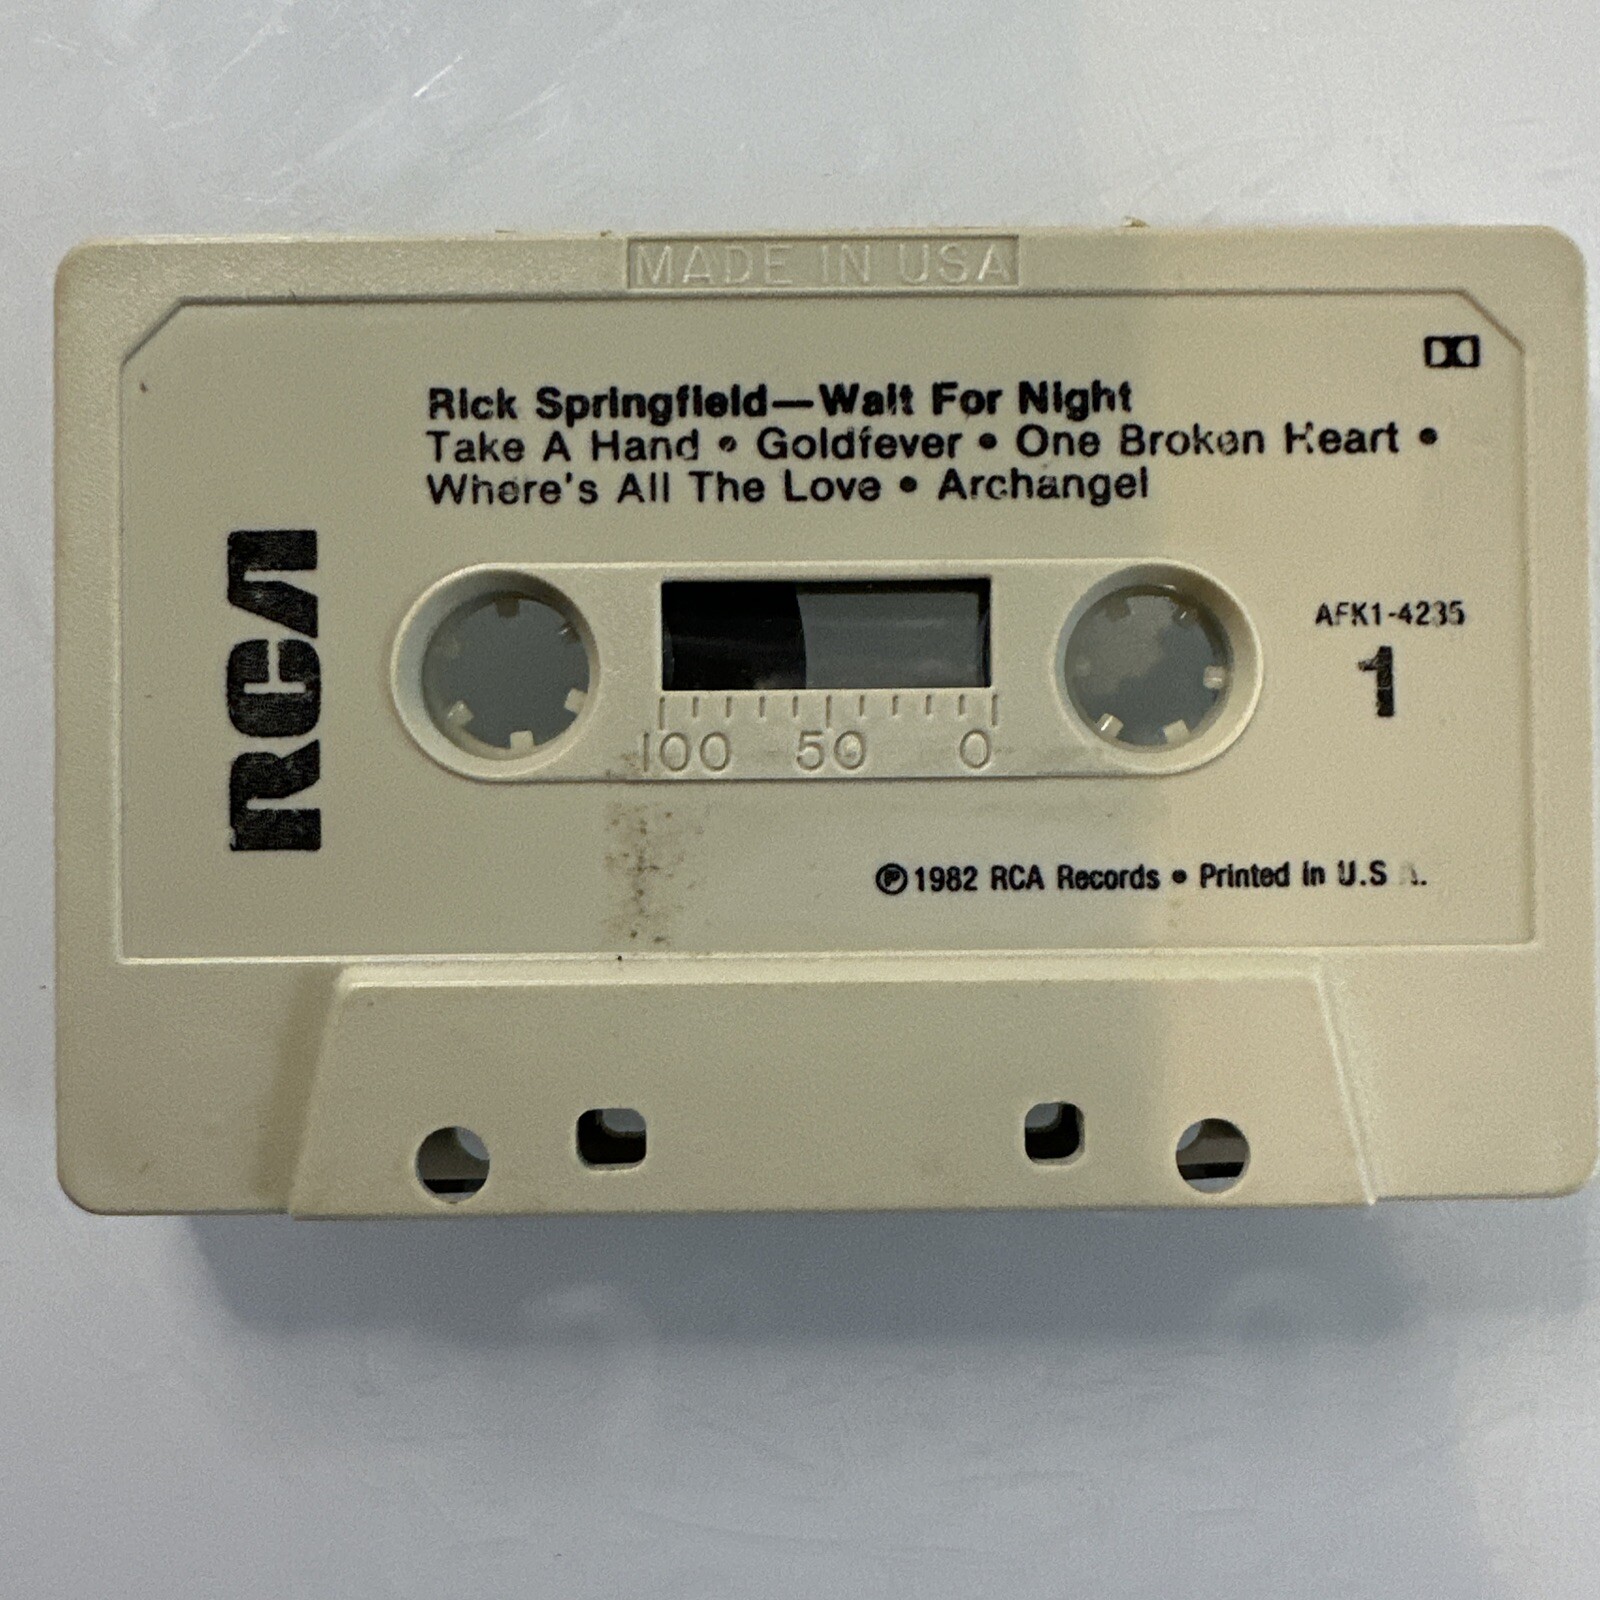 MADE IN USA
Rick Springfield—Wait For Night
Take A Hand • Goldfever • One Broken Heart •
Where's All The Love • Archangel
RCA
AFK1-4235
1
100 50 0
℗1982 RCA Records • Printed in U.S.A.